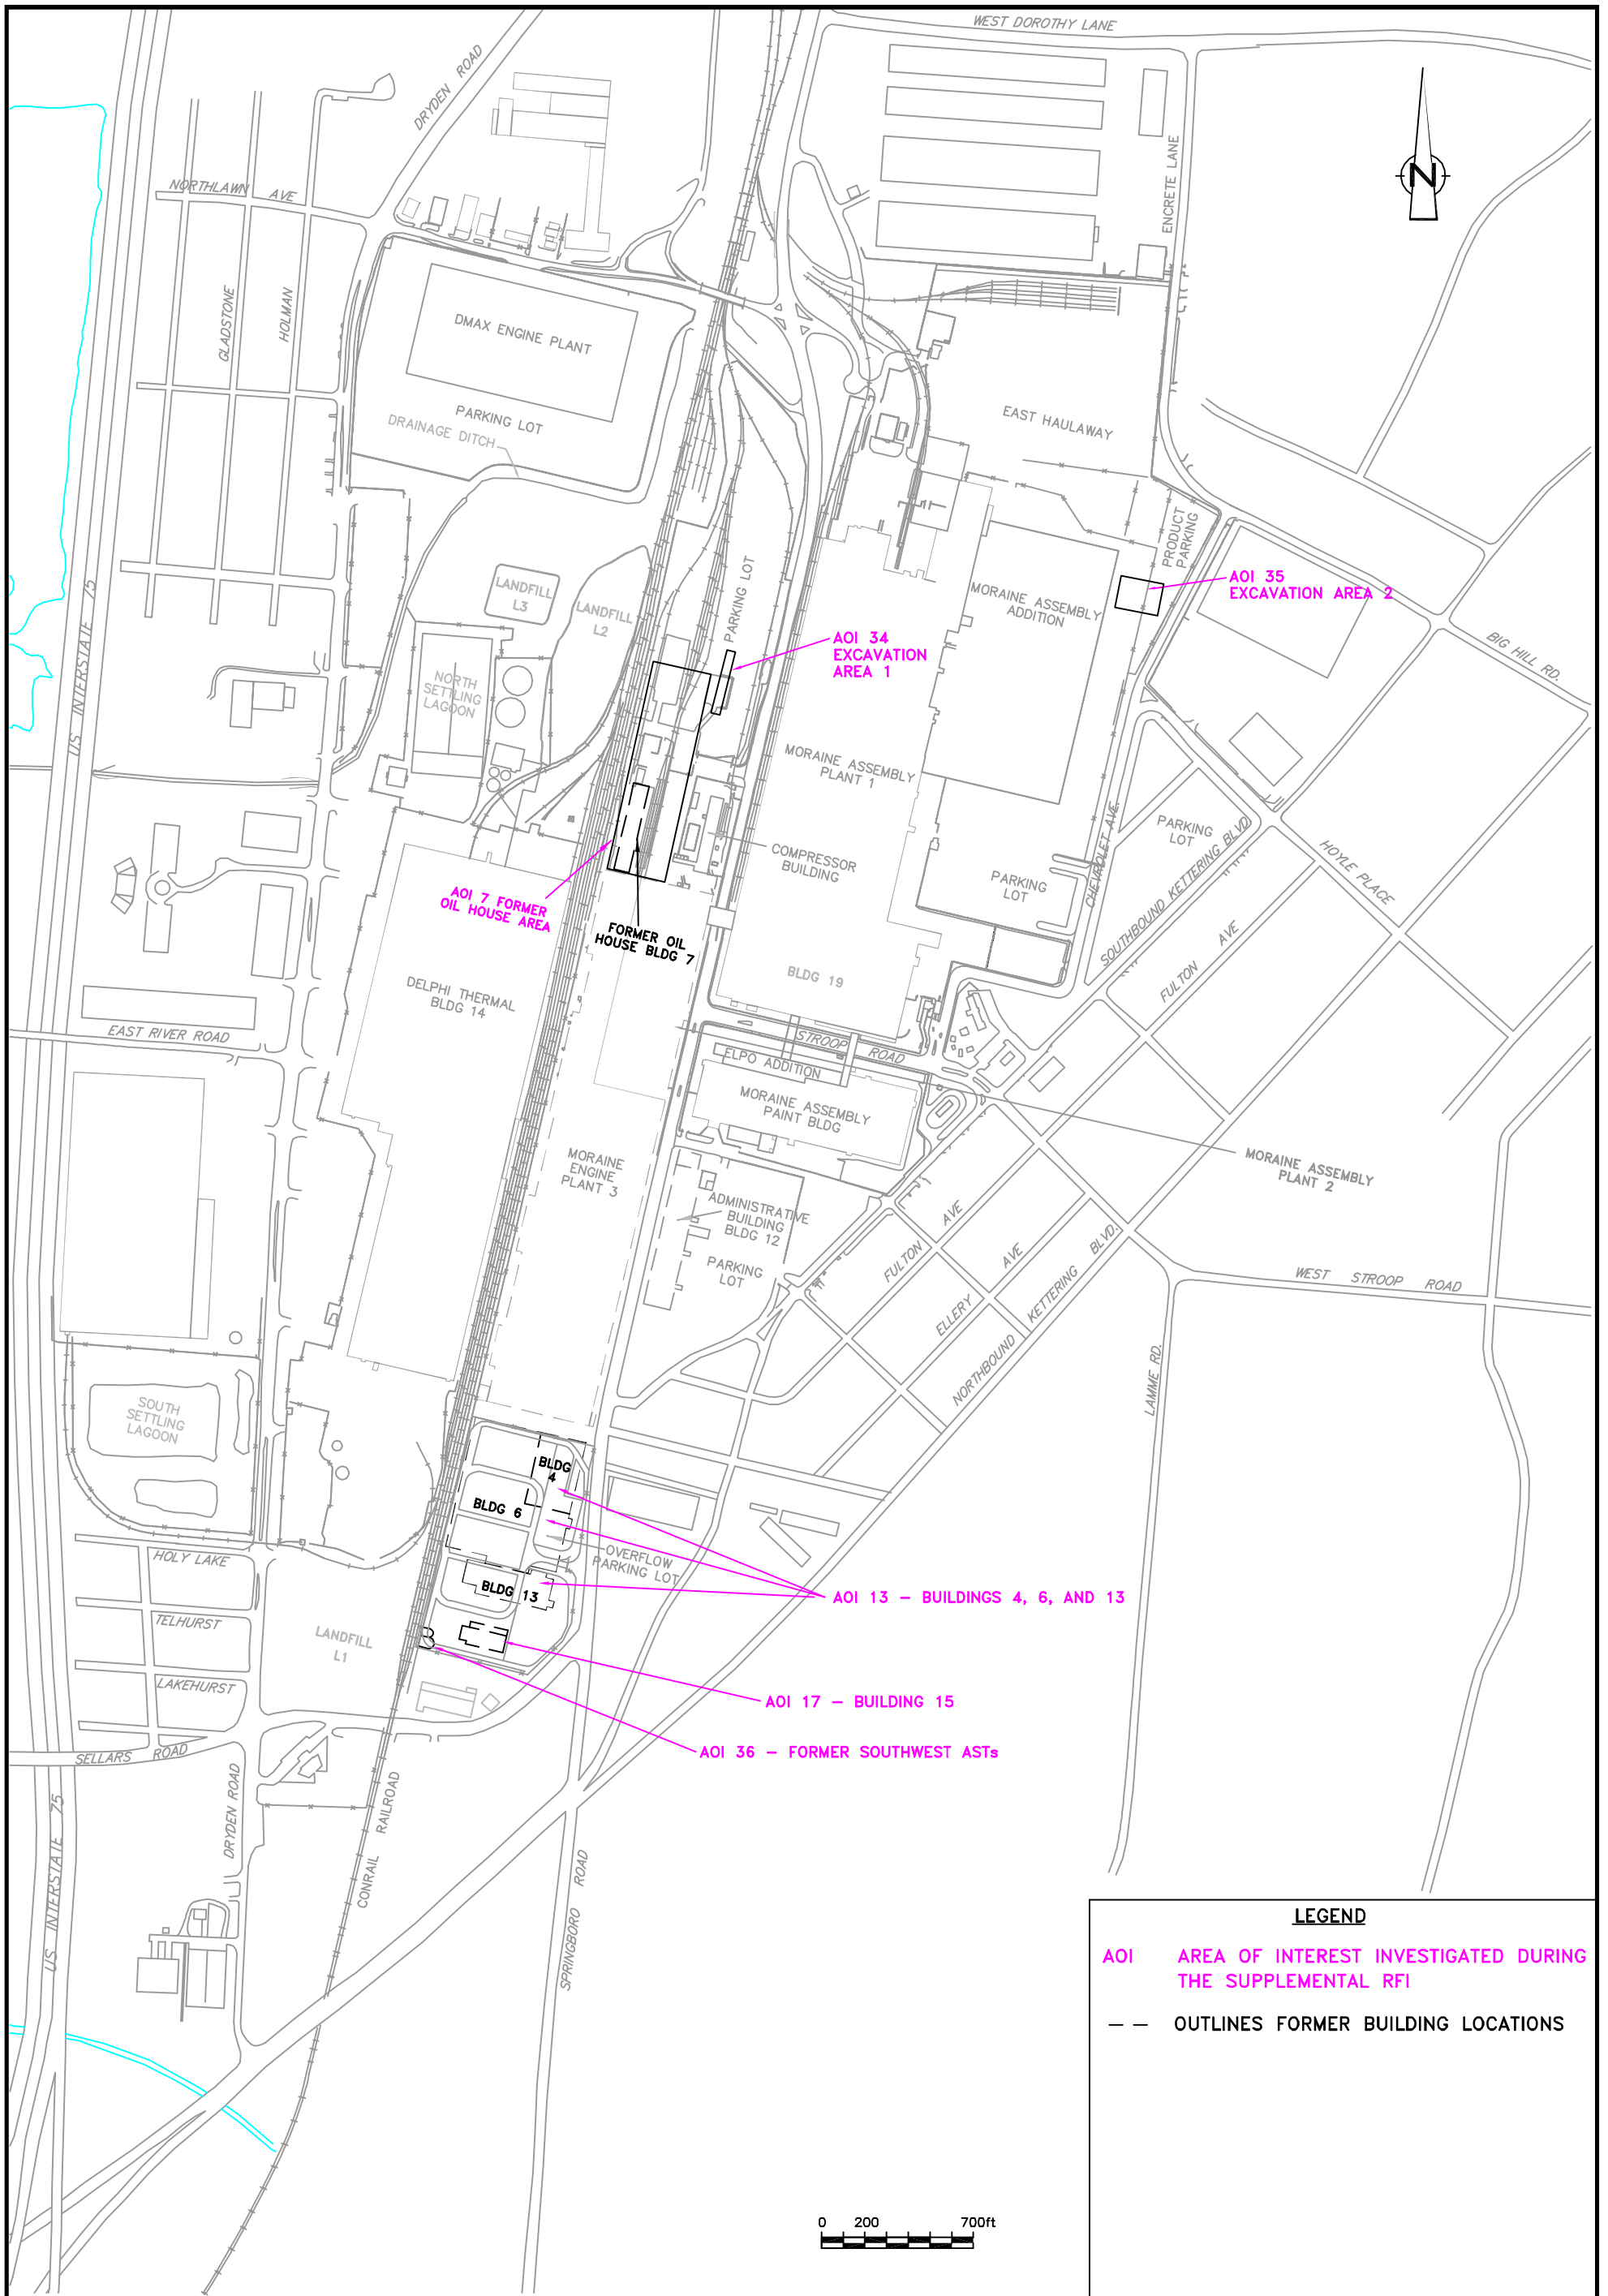 WEST DOROTHY LANE
DRYDEN ROAD
N
ENCRETE LANE
NORTHLAWN AVE
GLADSTONE
HOLMAN
DMAX ENGINE PLANT
PARKING LOT
DRAINAGE DITCH
EAST HAULAWAY
PRODUCT
PARKING
US INTERSTATE 75
LANDFILL
L3
LANDFILL
L2
PARKING LOT
MORAINE ASSEMBLY
ADDITION
AOI 35
EXCAVATION AREA 2
AOI 34
EXCAVATION
AREA 1
BIG HILL RD.
NORTH
SETTLING
LAGOON
MORAINE ASSEMBLY
PLANT 1
CHEVROLET AVE.
PARKING
LOT
SOUTHBOUND KETTERING BLVD
HOYLE PLACE
COMPRESSOR
BUILDING
PARKING
LOT
AOI 7 FORMER
OIL HOUSE AREA
FORMER OIL
HOUSE BLDG 7
FULTON AVE
BLDG 19
DELPHI THERMAL
BLDG 14
EAST RIVER ROAD
STROOP ROAD
ELPO ADDITION
MORAINE ASSEMBLY
PAINT BLDG
MORAINE ASSEMBLY
PLANT 2
MORAINE
ENGINE
PLANT 3
ADMINISTRATIVE
BUILDING
BLDG 12
PARKING
LOT
FULTON AVE
ELLERY AVE
NORTHBOUND KETTERING BLVD.
WEST STROOP ROAD
LAMME RD.
SOUTH
SETTLING
LAGOON
BLDG
4
BLDG 6
OVERFLOW
PARKING LOT
HOLY LAKE
BLDG 13
AOI 13 – BUILDINGS 4, 6, AND 13
TELHURST
LANDFILL
L1
LAKEHURST
AOI 17 – BUILDING 15
AOI 36 – FORMER SOUTHWEST ASTs
SELLARS ROAD
DRYDEN ROAD
CONRAIL RAILROAD
US INTERSTATE 75
SPRINGBORO ROAD
LEGEND
AOI AREA OF INTEREST INVESTIGATED DURING
THE SUPPLEMENTAL RFI
— — OUTLINES FORMER BUILDING LOCATIONS
0 200 700ft